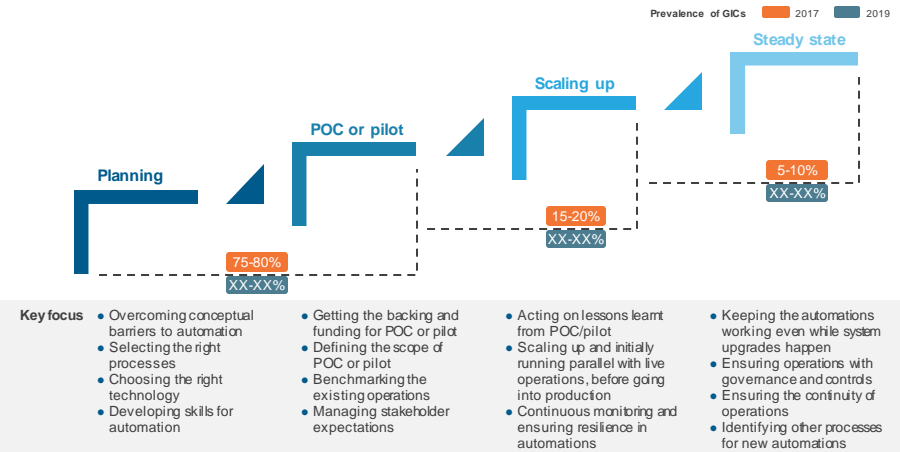 Prevalence of GICs 2017 2019
Steady state
Scaling up
POC or pilot
Planning
5-10%
XX-XX%
15-20%
XX-XX%
75-80%
XX-XX%
Key focus
● Overcoming conceptual
barriers to automation
● Selecting the right
processes
● Choosing the right
technology
● Developing skills for
automation
● Getting the backing and
funding for POC or pilot
● Defining the scope of
POC or pilot
● Benchmarking the
existing operations
● Managing stakeholder
expectations
● Acting on lessons learnt
from POC/pilot
● Scaling up and initially
running parallel with live
operations, before going
into production
● Continuous monitoring and
ensuring resilience in
automations
● Keeping the automations
working even while system
upgrades happen
● Ensuring operations with
governance and controls
● Ensuring the continuity of
operations
● Identifying other processes
for new automations